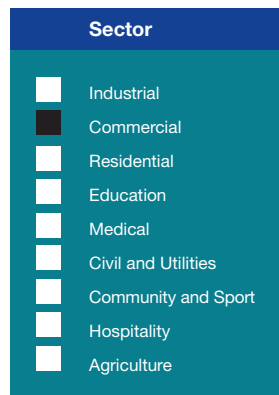 Sector
Industrial
Commercial
Residential
Education
Medical
Civil and Utilities
Community and Sport
Hospitality
Agriculture